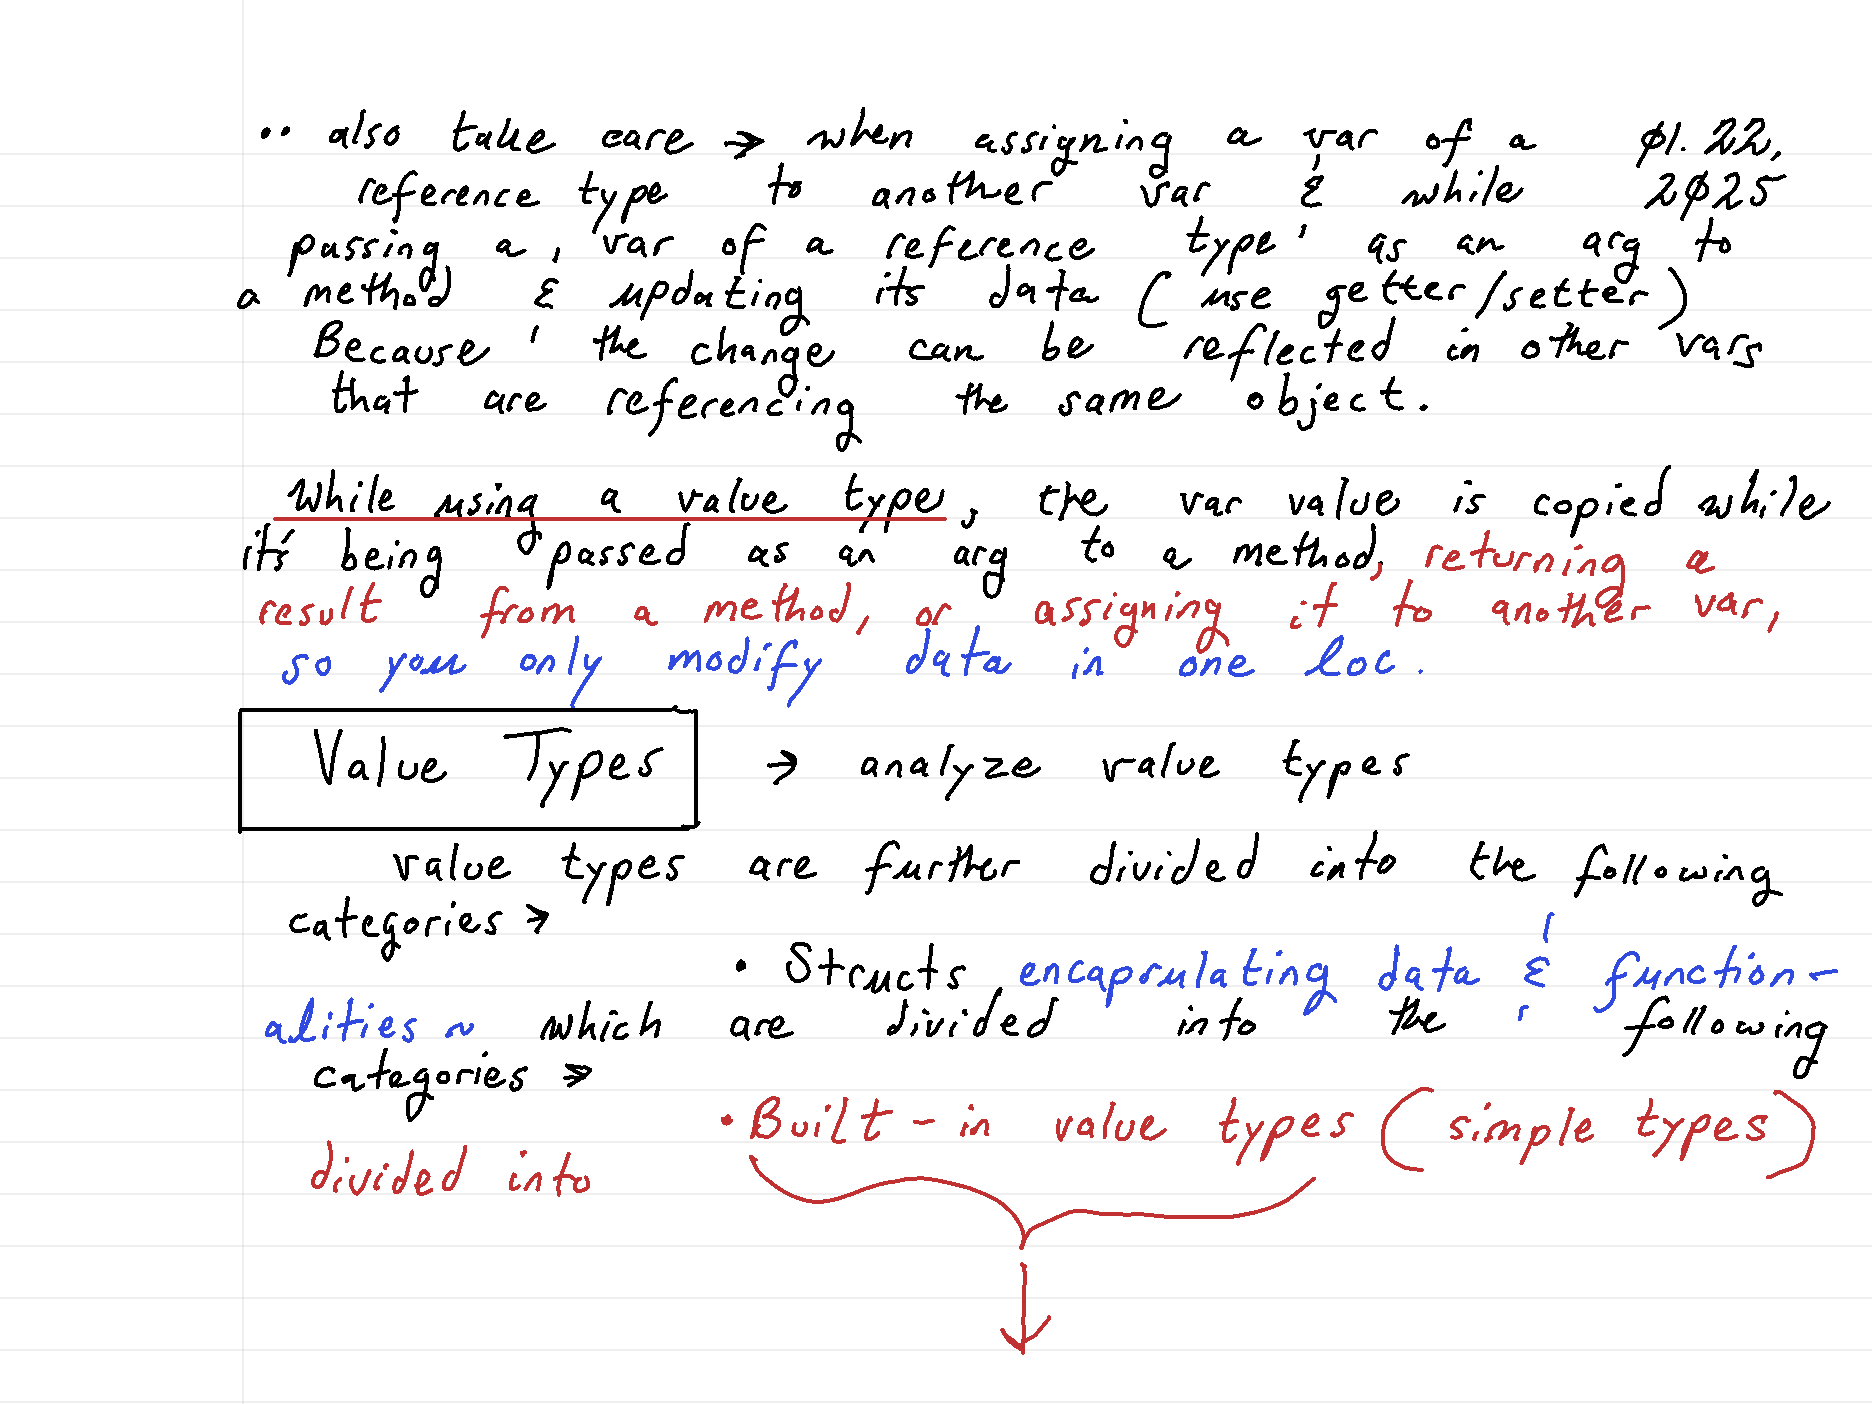 •• also take care → when assigning a var of a
Ø1.22,
2Ø25
reference type to another var & while
passing a var of a reference type as an arg to
a method & updating its data (use getter/setter)
Because the change can be reflected in other vars
that are referencing the same object.
While using a value type, the var value is copied while
it's being passed as an arg to a method, returning a
result from a method, or assigning it to another var,
so you only modify data in one loc.
Value Types → analyze value types
value types are further divided into the following
categories →
• Structs encapsulating data & function-
alities ~ which are divided into the following
categories →
• Built-in value types (simple types)
divided into